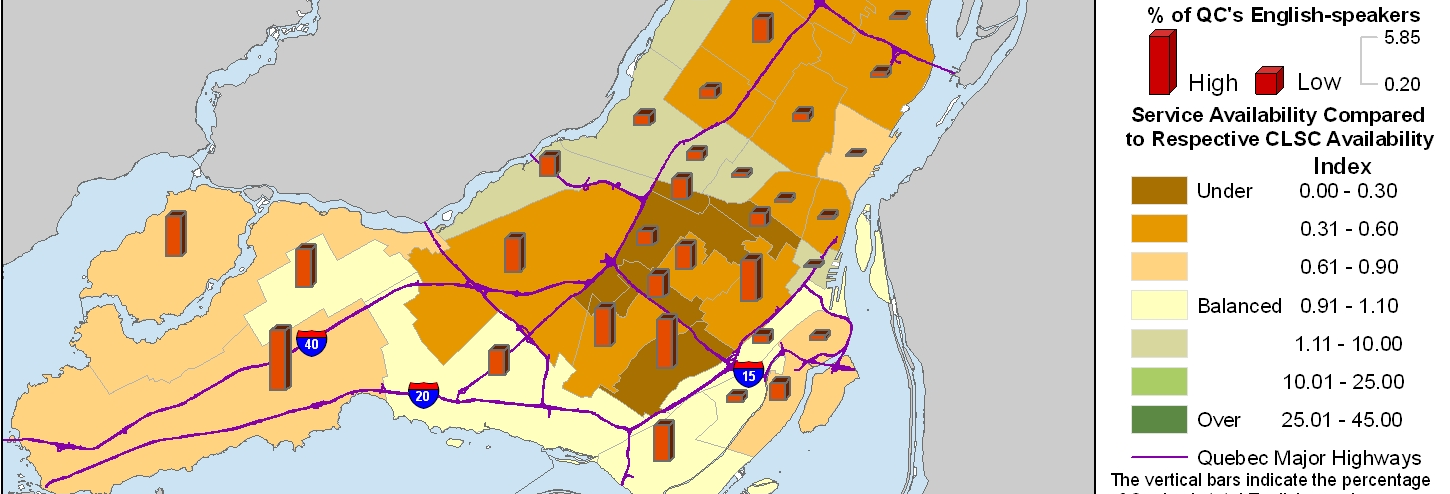 % of QC's English-speakers
5.85
High
Low
0.20
Service Availability Compared
to Respective CLSC Availability
Index
Under 0.00 - 0.30
0.31 - 0.60
0.61 - 0.90
Balanced 0.91 - 1.10
1.11 - 10.00
10.01 - 25.00
Over 25.01 - 45.00
Quebec Major Highways
The vertical bars indicate the percentage
40
20
15